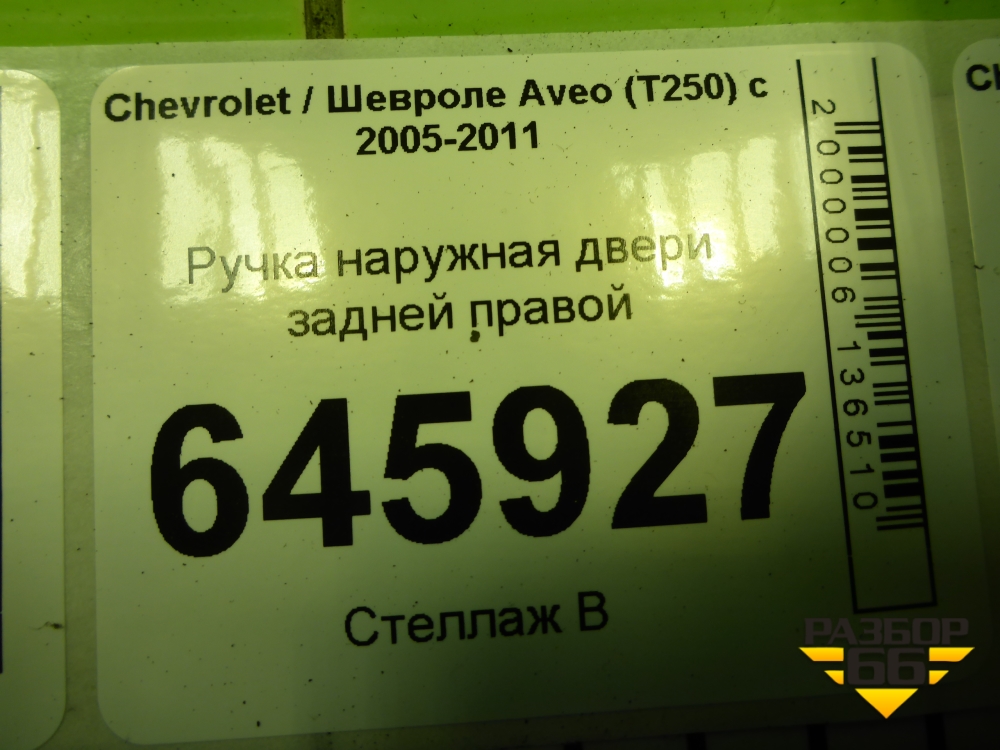 Chevrolet / Шевроле Aveo (T250) с
2005-2011
Ручка наружная двери
задней правой
645927
Стеллаж B
2000006136510
РАЗБОР
66